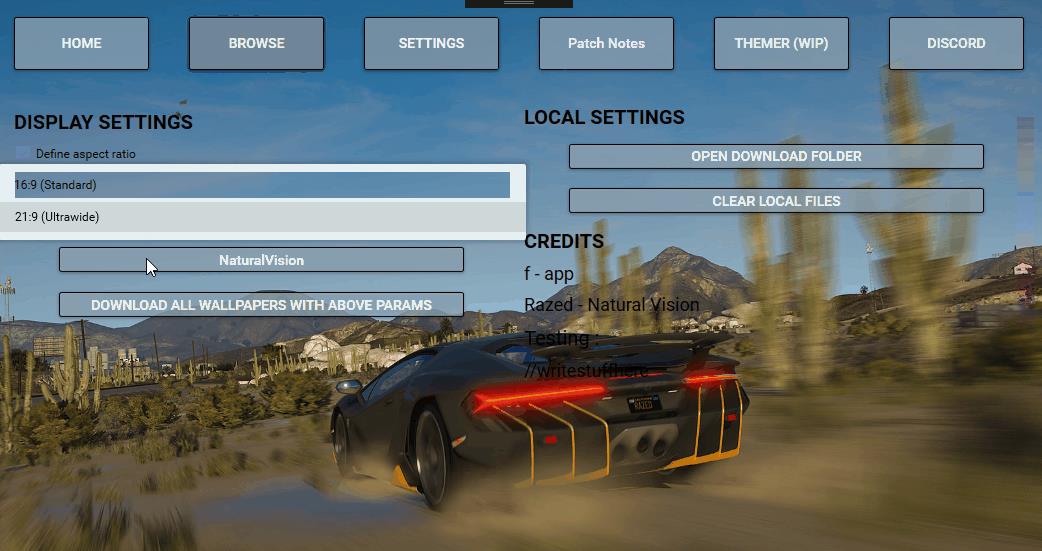 HOME
BROWSE
SETTINGS
Patch Notes
THEMER (WIP)
DISCORD
DISPLAY SETTINGS
Define aspect ratio
16:9 (Standard)
21:9 (Ultrawide)
NaturalVision
DOWNLOAD ALL WALLPAPERS WITH ABOVE PARAMS
LOCAL SETTINGS
OPEN DOWNLOAD FOLDER
CLEAR LOCAL FILES
CREDITS
f - app
Razed - Natural Vision
Testing :
//writestuffhere
RAZED